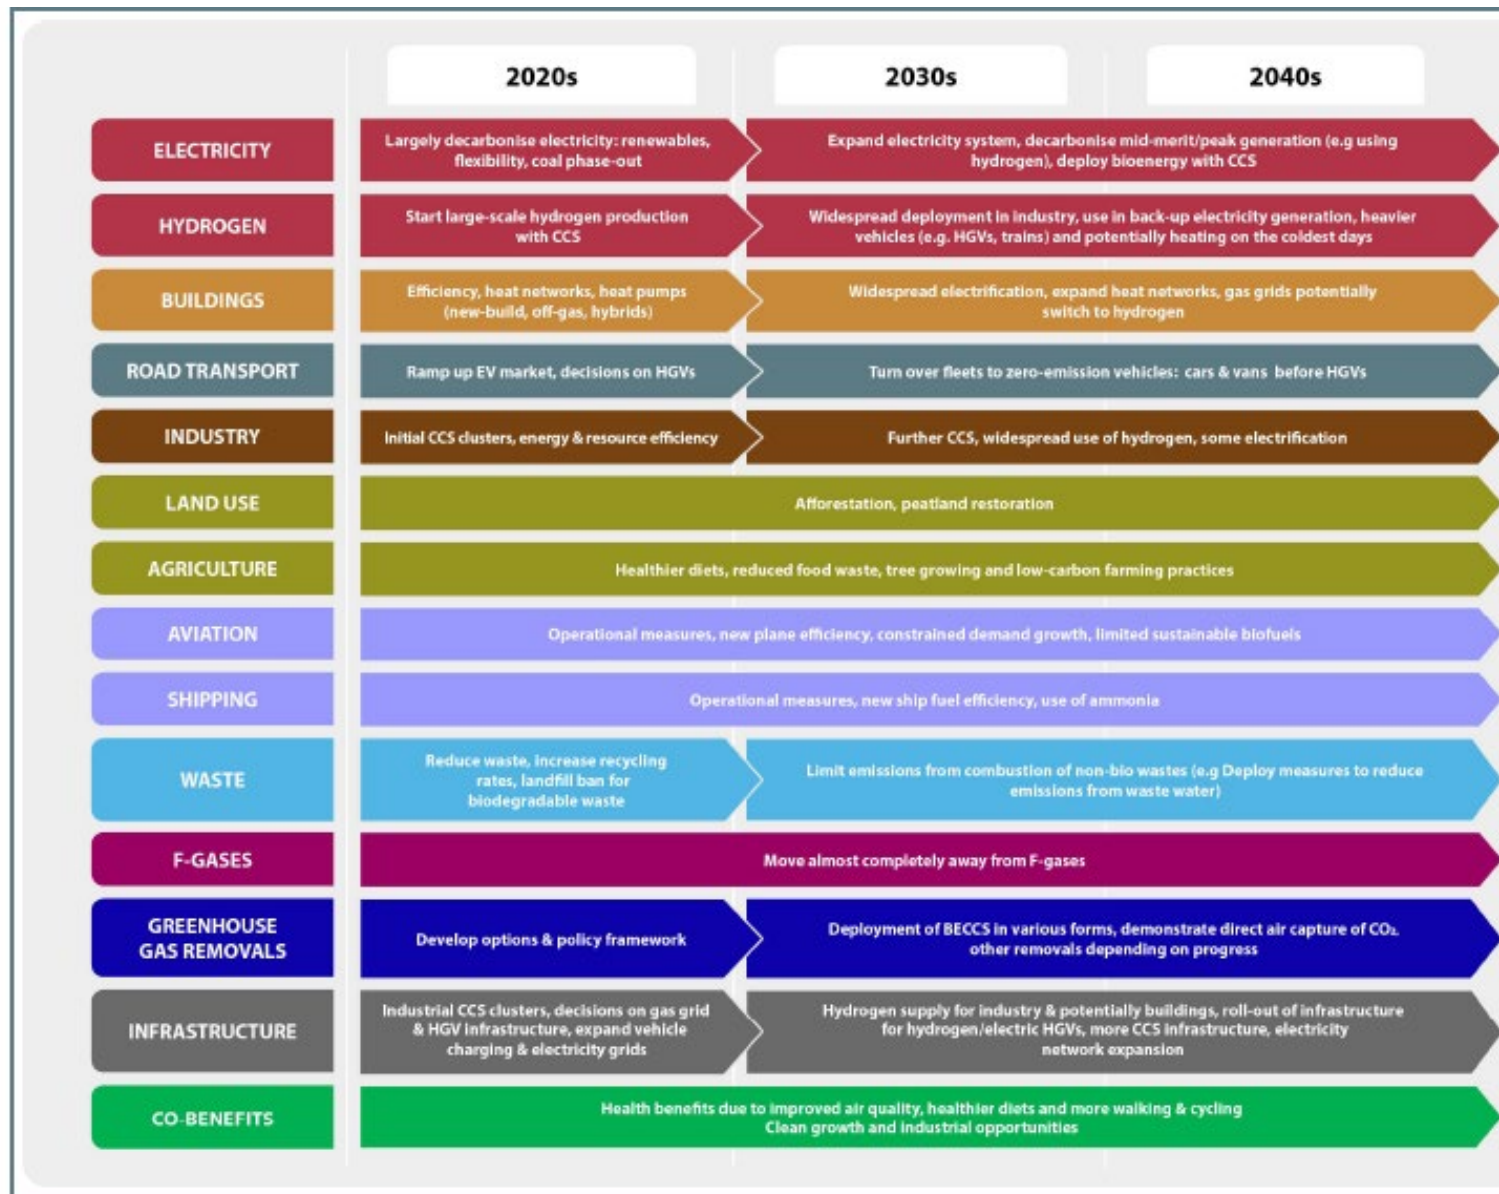 2020s
2030s
2040s
ELECTRICITY
Largely decarbonise electricity: renewables,
flexibility, coal phase-out
Expand electricity system, decarbonise mid-merit/peak generation (e.g using
hydrogen), deploy bioenergy with CCS
HYDROGEN
Start large-scale hydrogen production
with CCS
Widespread deployment in industry, use in back-up electricity generation, heavier
vehicles (e.g. HGVs, trains) and potentially heating on the coldest days
BUILDINGS
Efficiency, heat networks, heat pumps
(new-build, off-gas, hybrids)
Widespread electrification, expand heat networks, gas grids potentially
switch to hydrogen
ROAD TRANSPORT
Ramp up EV market, decisions on HGVs
Turn over fleets to zero-emission vehicles: cars & vans before HGVs
INDUSTRY
Initial CCS clusters, energy & resource efficiency
Further CCS, widespread use of hydrogen, some electrification
LAND USE
Afforestation, peatland restoration
AGRICULTURE
Healthier diets, reduced food waste, tree growing and low-carbon farming practices
AVIATION
Operational measures, new plane efficiency, constrained demand growth, limited sustainable biofuels
SHIPPING
Operational measures, new ship fuel efficiency, use of ammonia
WASTE
Reduce waste, increase recycling
rates, landfill ban for
biodegradable waste
Limit emissions from combustion of non-bio wastes (e.g Deploy measures to reduce
emissions from waste water)
F-GASES
Move almost completely away from F-gases
GREENHOUSE
GAS REMOVALS
Develop options & policy framework
Deployment of BECCS in various forms, demonstrate direct air capture of CO₂.
other removals depending on progress
INFRASTRUCTURE
Industrial CCS clusters, decisions on gas grid
& HGV infrastructure, expand vehicle
charging & electricity grids
Hydrogen supply for industry & potentially buildings, roll-out of infrastructure
for hydrogen/electric HGVs, more CCS infrastructure, electricity
network expansion
CO-BENEFITS
Health benefits due to improved air quality, healthier diets and more walking & cycling
Clean growth and industrial opportunities